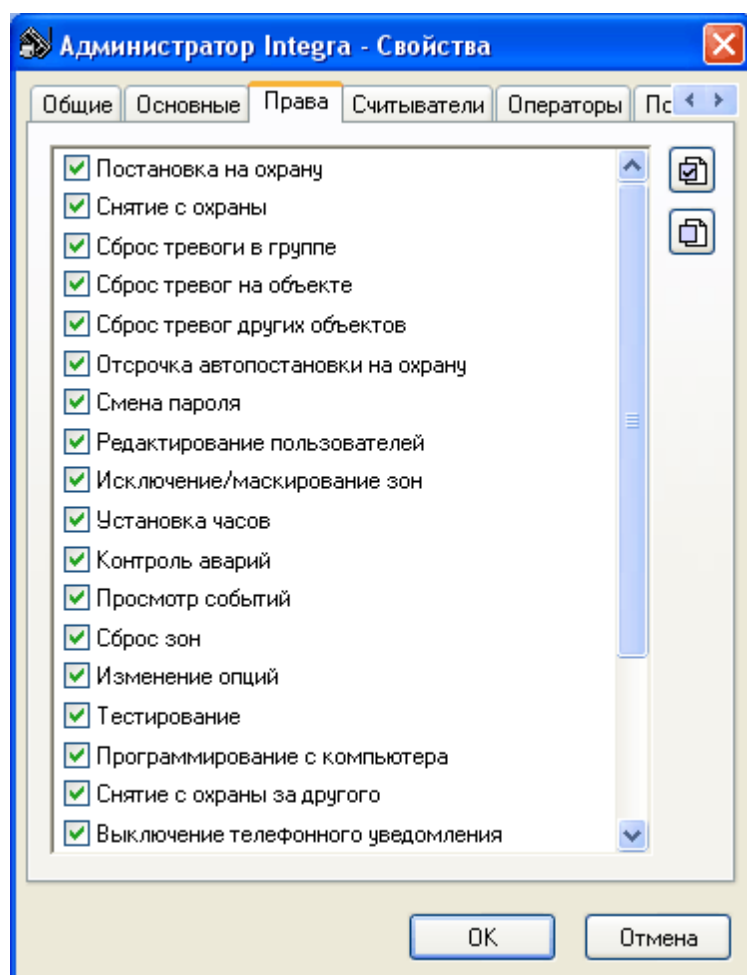 Администратор Integra - Свойства
Общие Основные Права Считыватели Операторы По
Постановка на охрану
Снятие с охраны
Сброс тревоги в группе
Сброс тревог на объекте
Сброс тревог других объектов
Отсрочка автопостановки на охрану
Смена пароля
Редактирование пользователей
Исключение/маскирование зон
Установка часов
Контроль аварий
Просмотр событий
Сброс зон
Изменение опций
Тестирование
Программирование с компьютера
Снятие с охраны за другого
Выключение телефонного уведомления
OK Отмена